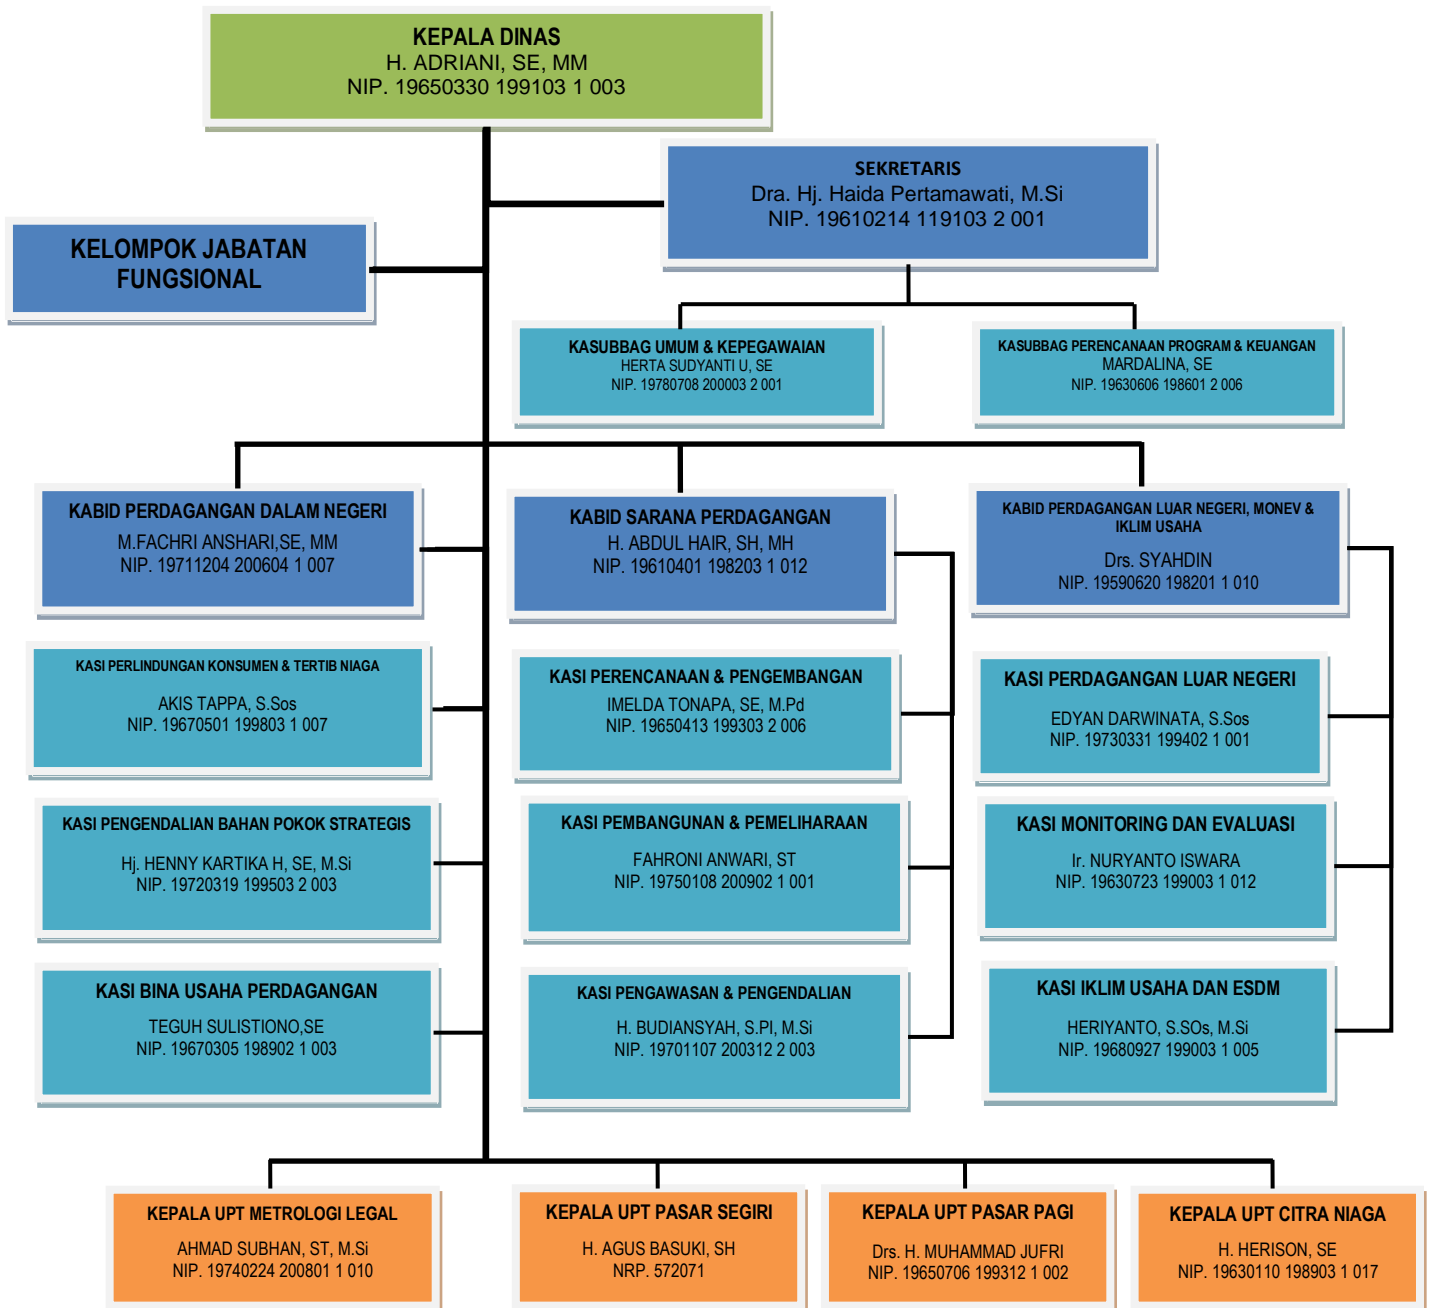 KEPALA DINAS
H. ADRIANI, SE, MM
NIP. 19650330 199103 1 003
SEKRETARIS
Dra. Hj. Haida Pertamawati, M.Si
NIP. 19610214 119103 2 001
KELOMPOK JABATAN
FUNGSIONAL
KASUBBAG UMUM & KEPEGAWAIAN
HERTA SUDYANTI U, SE
NIP. 19780708 200003 2 001
KASUBBAG PERENCANAAN PROGRAM & KEUANGAN
MARDALINA, SE
NIP. 19630606 198601 2 006
KABID PERDAGANGAN DALAM NEGERI
M.FACHRI ANSHARI,SE, MM
NIP. 19711204 200604 1 007
KABID SARANA PERDAGANGAN
H. ABDUL HAIR, SH, MH
NIP. 19610401 198203 1 012
KABID PERDAGANGAN LUAR NEGERI, MONEV &
IKLIM USAHA
Drs. SYAHDIN
NIP. 19590620 198201 1 010
KASI PERLINDUNGAN KONSUMEN & TERTIB NIAGA
AKIS TAPPA, S.Sos
NIP. 19670501 199803 1 007
KASI PERENCANAAN & PENGEMBANGAN
IMELDA TONAPA, SE, M.Pd
NIP. 19650413 199303 2 006
KASI PERDAGANGAN LUAR NEGERI
EDYAN DARWINATA, S.Sos
NIP. 19730331 199402 1 001
KASI PENGENDALIAN BAHAN POKOK STRATEGIS
Hj. HENNY KARTIKA H, SE, M.Si
NIP. 19720319 199503 2 003
KASI PEMBANGUNAN & PEMELIHARAAN
FAHRONI ANWARI, ST
NIP. 19750108 200902 1 001
KASI MONITORING DAN EVALUASI
Ir. NURYANTO ISWARA
NIP. 19630723 199003 1 012
KASI BINA USAHA PERDAGANGAN
TEGUH SULISTIONO,SE
NIP. 19670305 198902 1 003
KASI PENGAWASAN & PENGENDALIAN
H. BUDIANSYAH, S.PI, M.Si
NIP. 19701107 200312 2 003
KASI IKLIM USAHA DAN ESDM
HERIYANTO, S.SOs, M.Si
NIP. 19680927 199003 1 005
KEPALA UPT METROLOGI LEGAL
AHMAD SUBHAN, ST, M.Si
NIP. 19740224 200801 1 010
KEPALA UPT PASAR SEGIRI
H. AGUS BASUKI, SH
NRP. 572071
KEPALA UPT PASAR PAGI
Drs. H. MUHAMMAD JUFRI
NIP. 19650706 199312 1 002
KEPALA UPT CITRA NIAGA
H. HERISON, SE
NIP. 19630110 198903 1 017